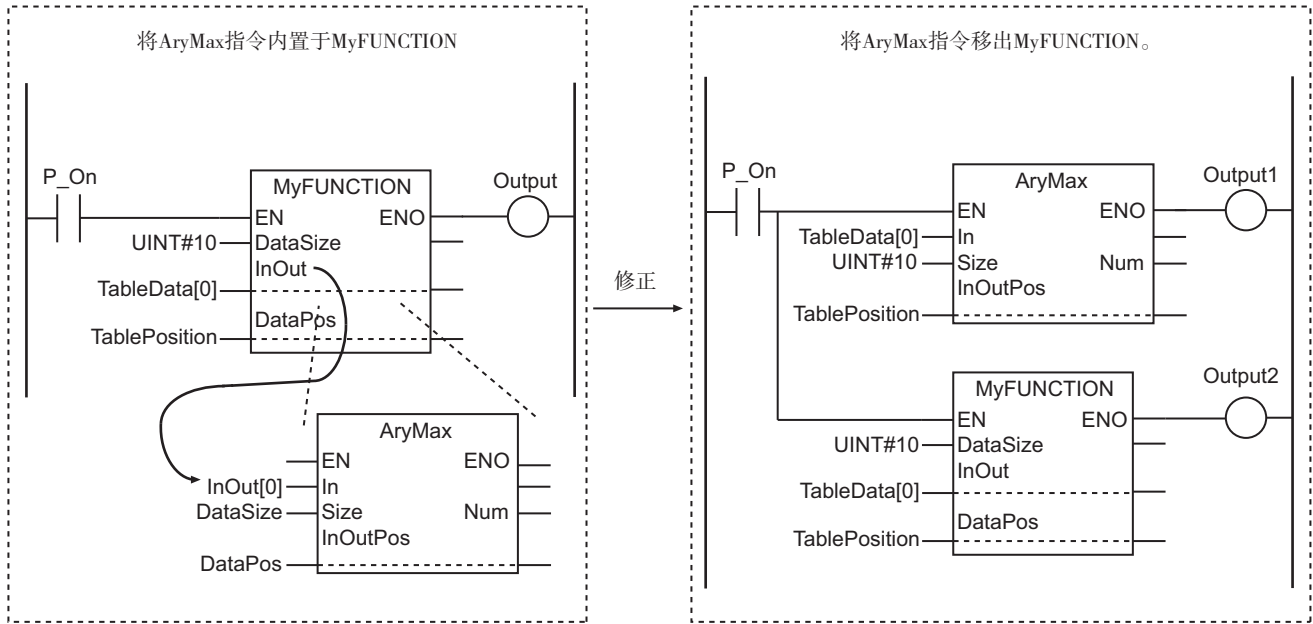 将AryMax指令内置于MyFUNCTION
P_On
MyFUNCTION
Output
EN
ENO
UINT#10
DataSize
InOut
TableData[0]
DataPos
TablePosition
AryMax
EN
ENO
InOut[0]
In
DataSize
Size
Num
InOutPos
DataPos
修正
将AryMax指令移出MyFUNCTION。
P_On
AryMax
Output1
EN
ENO
TableData[0]
In
UINT#10
Size
Num
InOutPos
TablePosition
MyFUNCTION
Output2
EN
ENO
UINT#10
DataSize
InOut
TableData[0]
DataPos
TablePosition